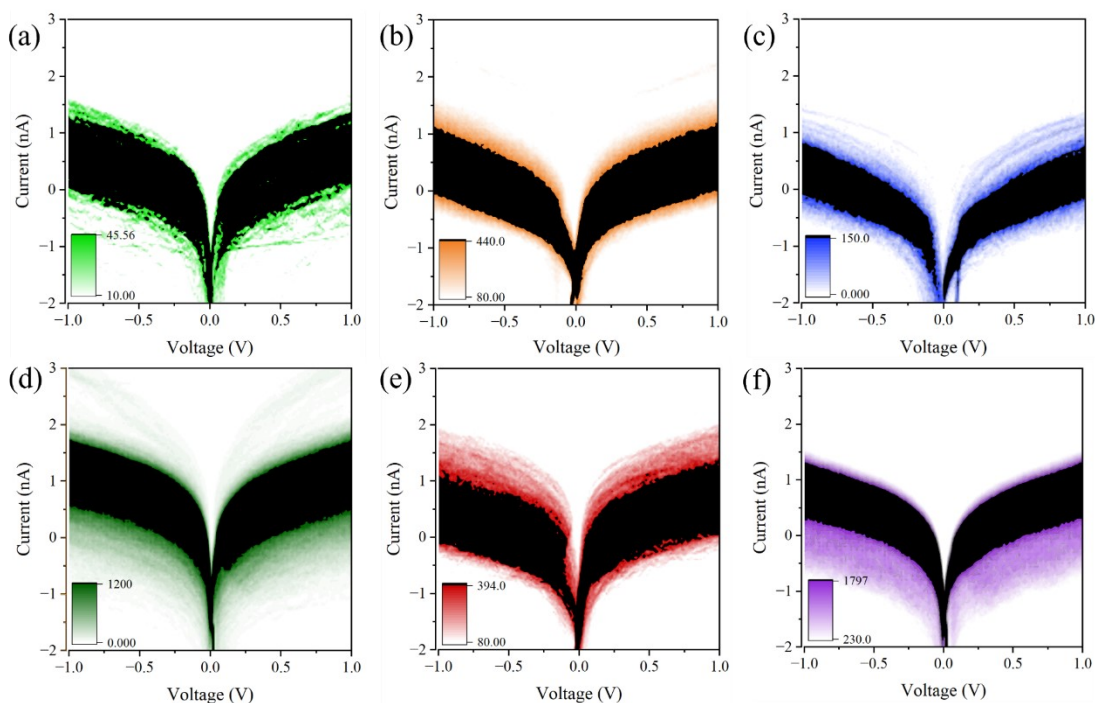 (a)
3
2
1
0
−1
−2
Current (nA)
45.56
10.00
−1.0 −0.5 0.0 0.5 1.0
Voltage (V)
(b)
3
2
1
0
−1
−2
Current (nA)
440.0
80.00
−1.0 −0.5 0.0 0.5 1.0
Voltage (V)
(c)
3
2
1
0
−1
−2
Current (nA)
150.0
0.000
−1.0 −0.5 0.0 0.5 1.0
Voltage (V)
(d)
3
2
1
0
−1
−2
Current (nA)
1200
0.000
−1.0 −0.5 0.0 0.5 1.0
Voltage (V)
(e)
3
2
1
0
−1
−2
Current (nA)
394.0
80.00
−1.0 −0.5 0.0 0.5 1.0
Voltage (V)
(f)
3
2
1
0
−1
−2
Current (nA)
1797
230.0
−1.0 −0.5 0.0 0.5 1.0
Voltage (V)